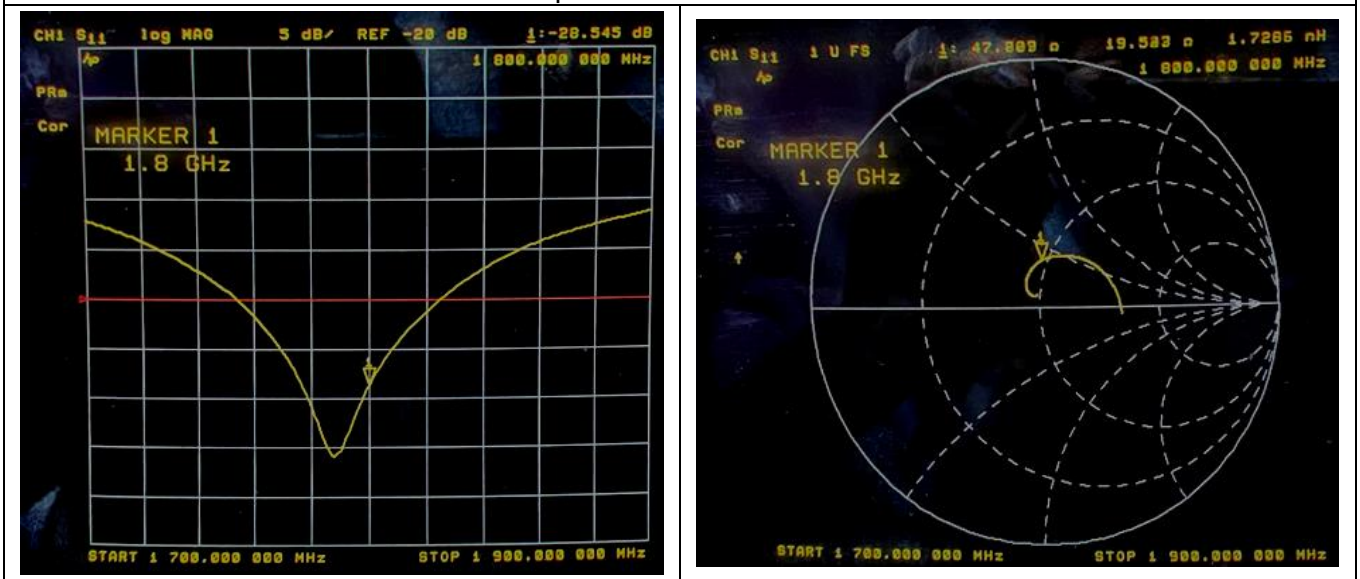 CH1 S11 log MAG 5 dB/ REF -20 dB 1:-28.545 dB
1 800.000 000 MHz
PRm
Cor
MARKER 1
1.8 GHz
START 1 700.000 000 MHz STOP 1 900.000 000 MHz
CH1 S11 1 U FS 1: 47.809 Ω 19.583 Ω 1.7286 nH
1 800.000 000 MHz
PRm
Cor
MARKER 1
1.8 GHz
START 1 700.000 000 MHz STOP 1 900.000 000 MHz